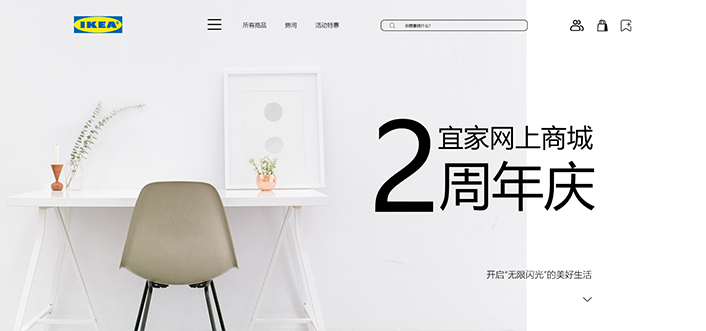 IKEA
所有商品 房间 活动特惠
你想要找什么?
2
宜家网上商城
周年庆
开启“无限闪光”的美好生活